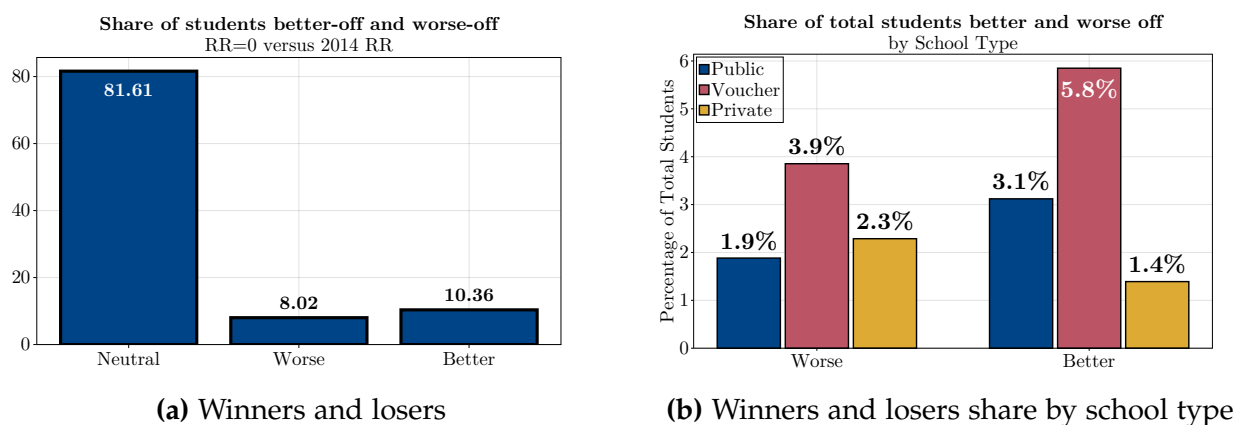 Share of students better-off and worse-off
RR=0 versus 2014 RR
80
60
40
20
0
81.61
8.02
10.36
Neutral
Worse
Better
(a) Winners and losers
Share of total students better and worse off
by School Type
Percentage of Total Students
6
5
4
3
2
1
0
Public
Voucher
Private
1.9%
3.9%
2.3%
3.1%
5.8%
1.4%
Worse
Better
(b) Winners and losers share by school type